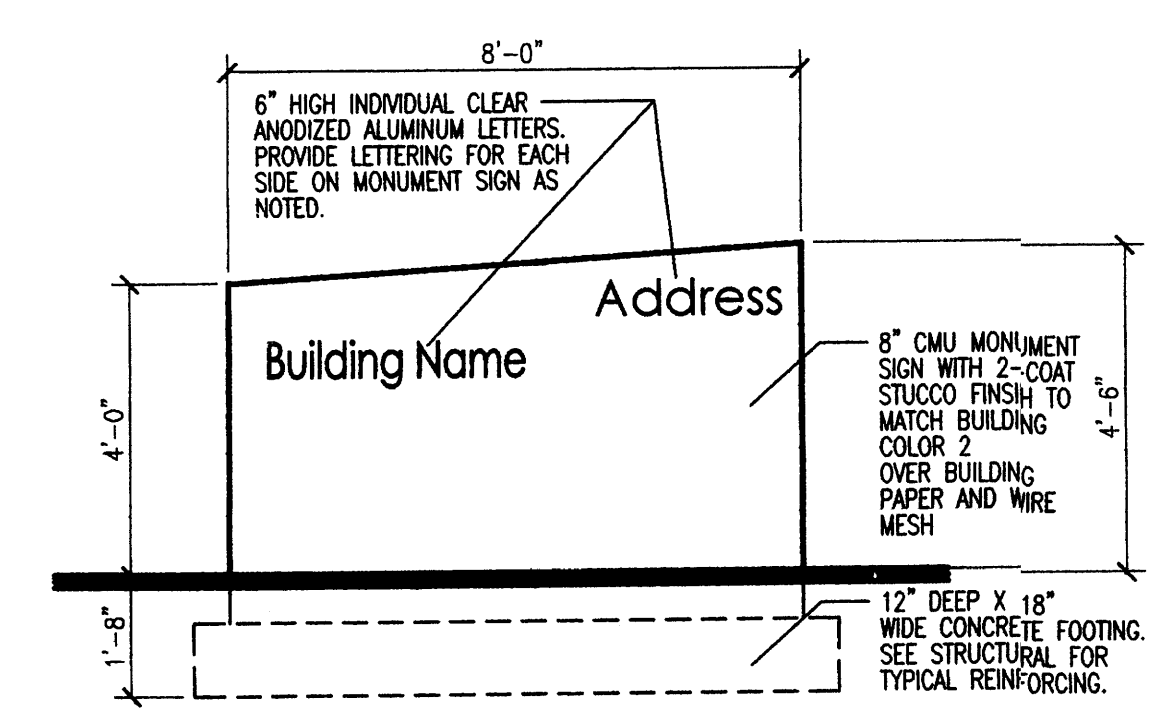 8'-0"
6" HIGH INDIVIDUAL CLEAR
ANODIZED ALUMINUM LETTERS.
PROVIDE LETTERING FOR EACH
SIDE ON MONUMENT SIGN AS
NOTED.
Address
Building Name
4'-0"
8" CMU MONUMENT
SIGN WITH 2-COAT
STUCCO FINSIH TO
MATCH BUILDING
COLOR 2
OVER BUILDING
PAPER AND WIRE
MESH
4'-6"
1'-8"
12" DEEP X 18"
WIDE CONCRETE FOOTING.
SEE STRUCTURAL FOR
TYPICAL REINFORCING.